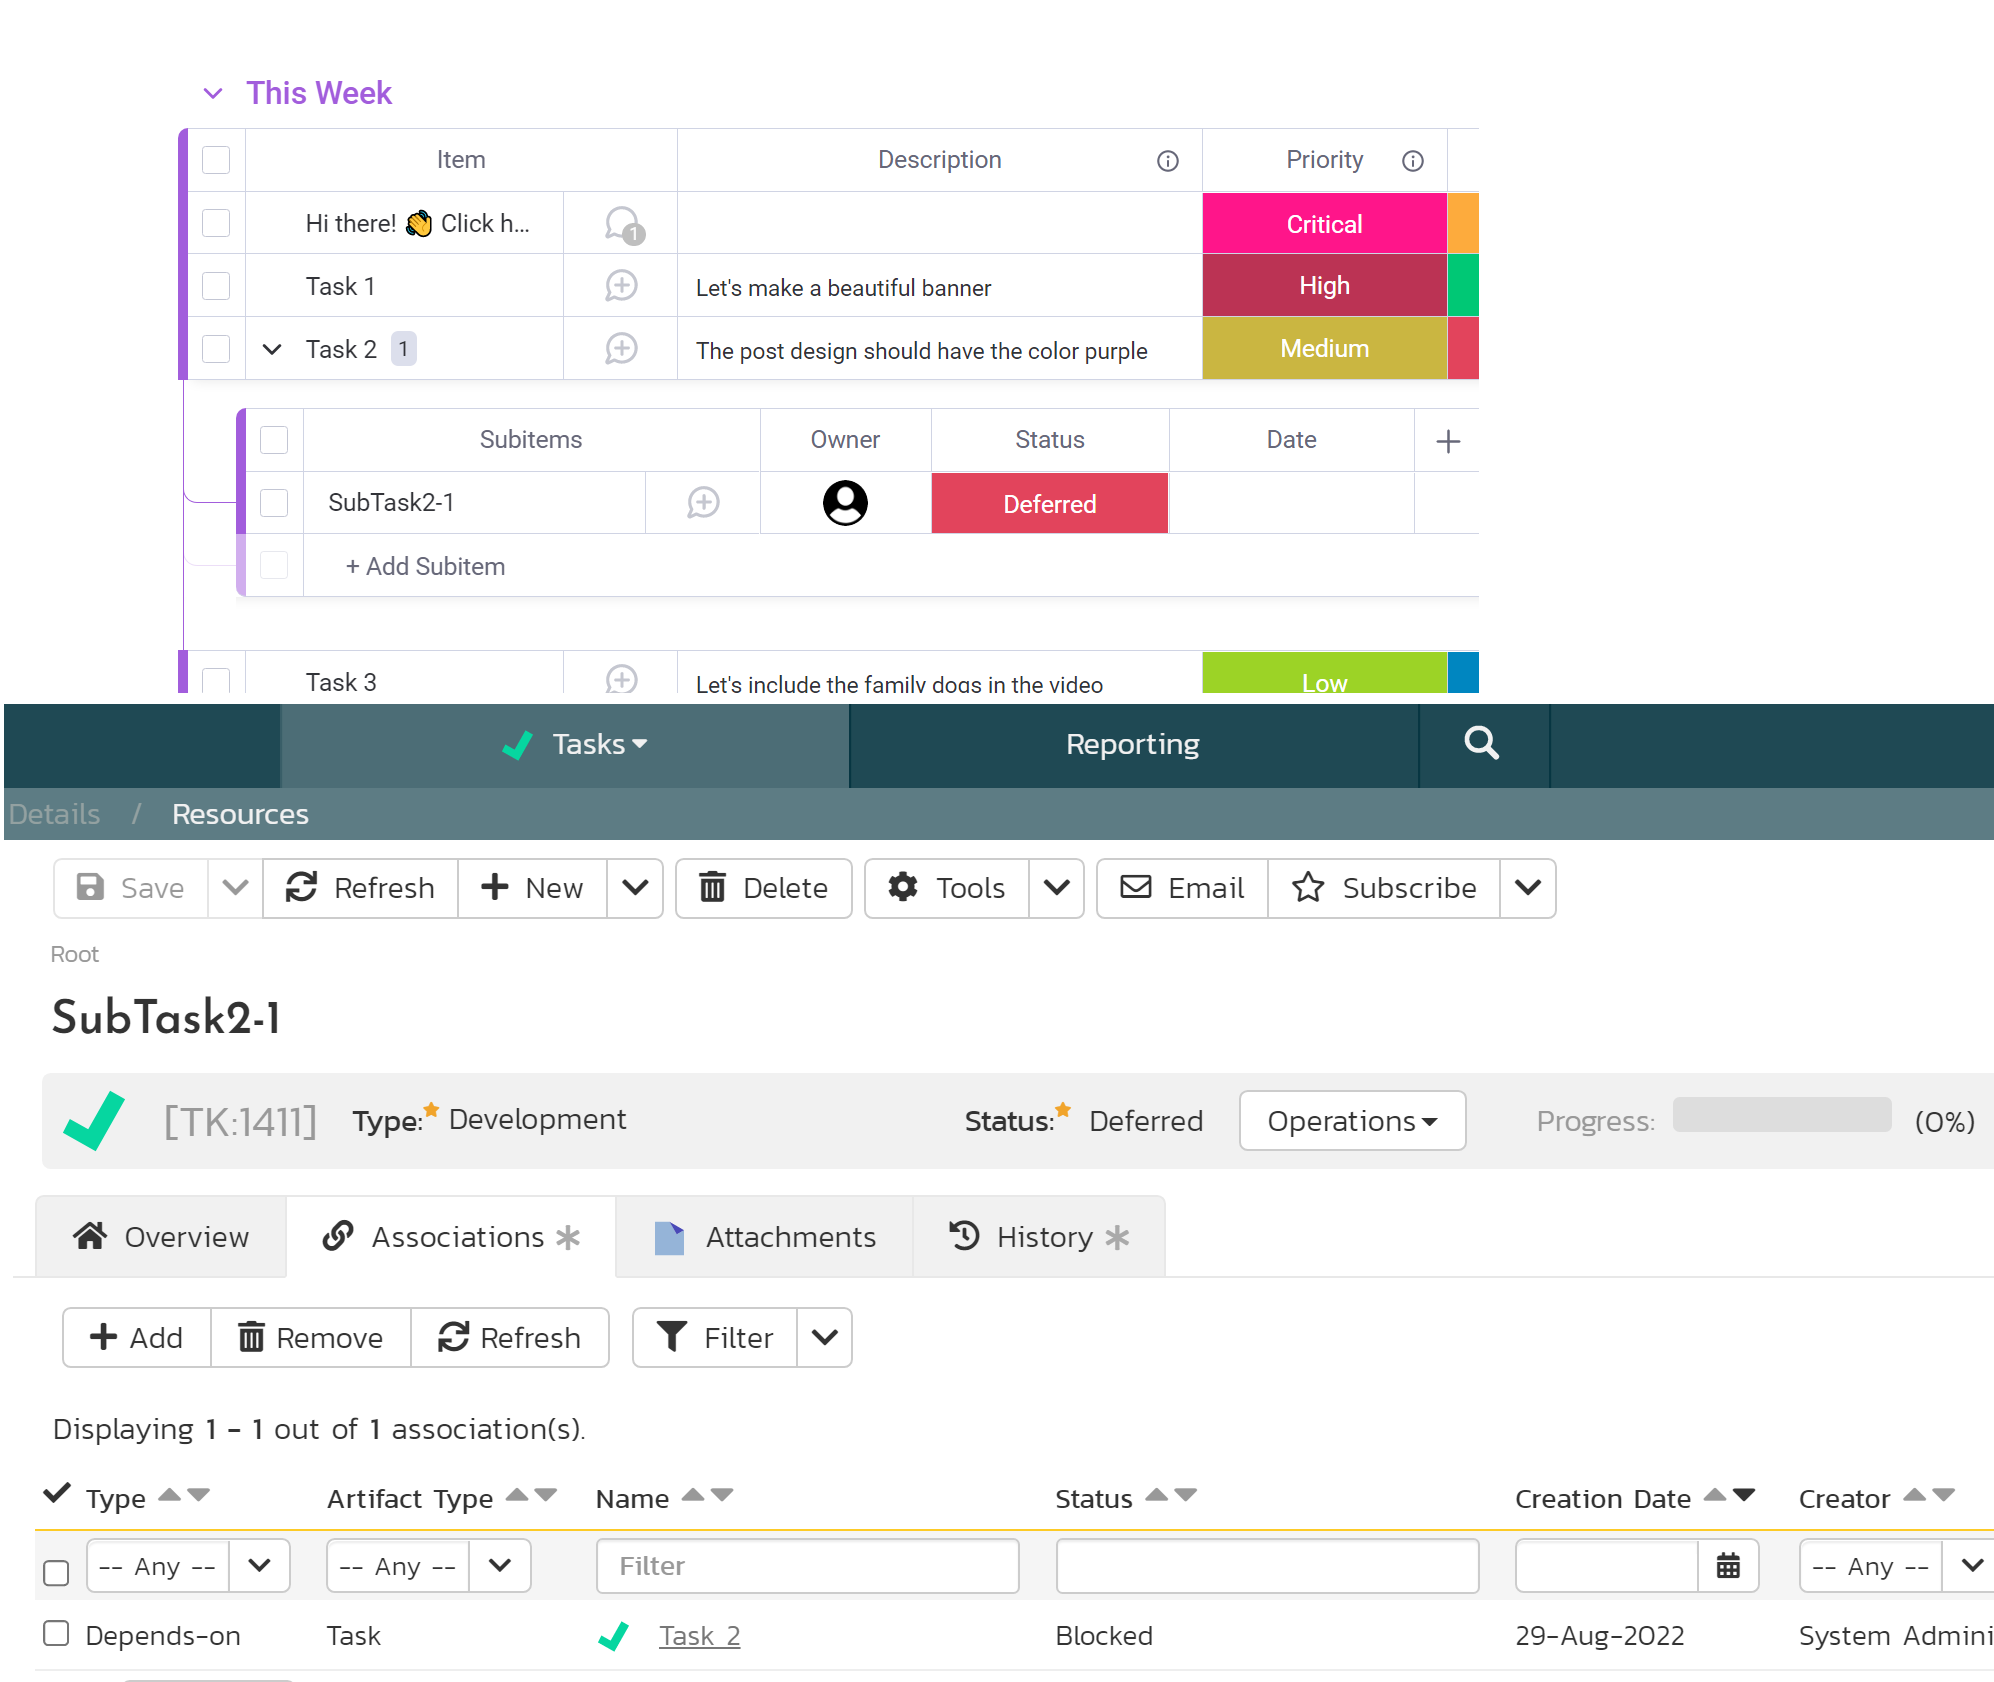 This Week
Item Description Priority
Hi there! 👏 Click h... 1 Critical
Task 1 Let's make a beautiful banner High
Task 2 1 The post design should have the color purple Medium
Subitems Owner Status Date +
SubTask2-1 Deferred
+ Add Subitem
Task 3 Let's include the family dogs in the video Low
Tasks Reporting
Details / Resources
Save Refresh New Delete Tools Email Subscribe
Root
SubTask2-1
[TK:1411] Type: Development Status: Deferred Operations Progress: (0%)
Overview Associations Attachments History
Add Remove Refresh Filter
Displaying 1 - 1 out of 1 association(s).
Type Artifact Type Name Status Creation Date Creator
-- Any -- -- Any -- Filter -- Any --
Depends-on Task Task 2 Blocked 29-Aug-2022 System Admini